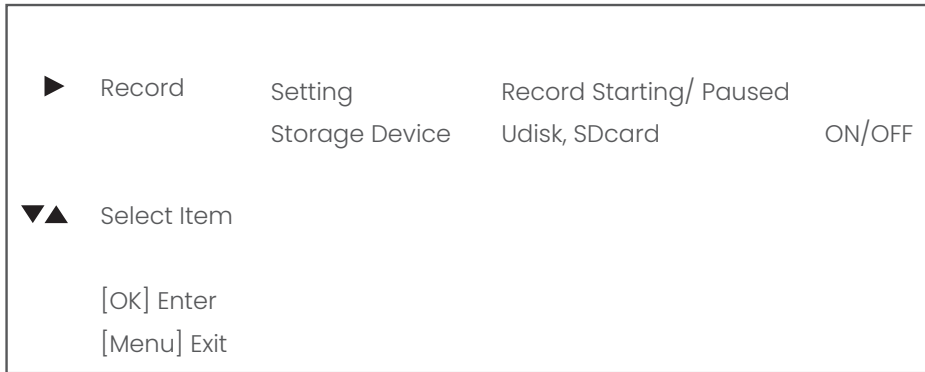 ▶ Record Setting Record Starting/ Paused
Storage Device Udisk, SDcard ON/OFF
▼▲ Select Item
[OK] Enter
[Menu] Exit